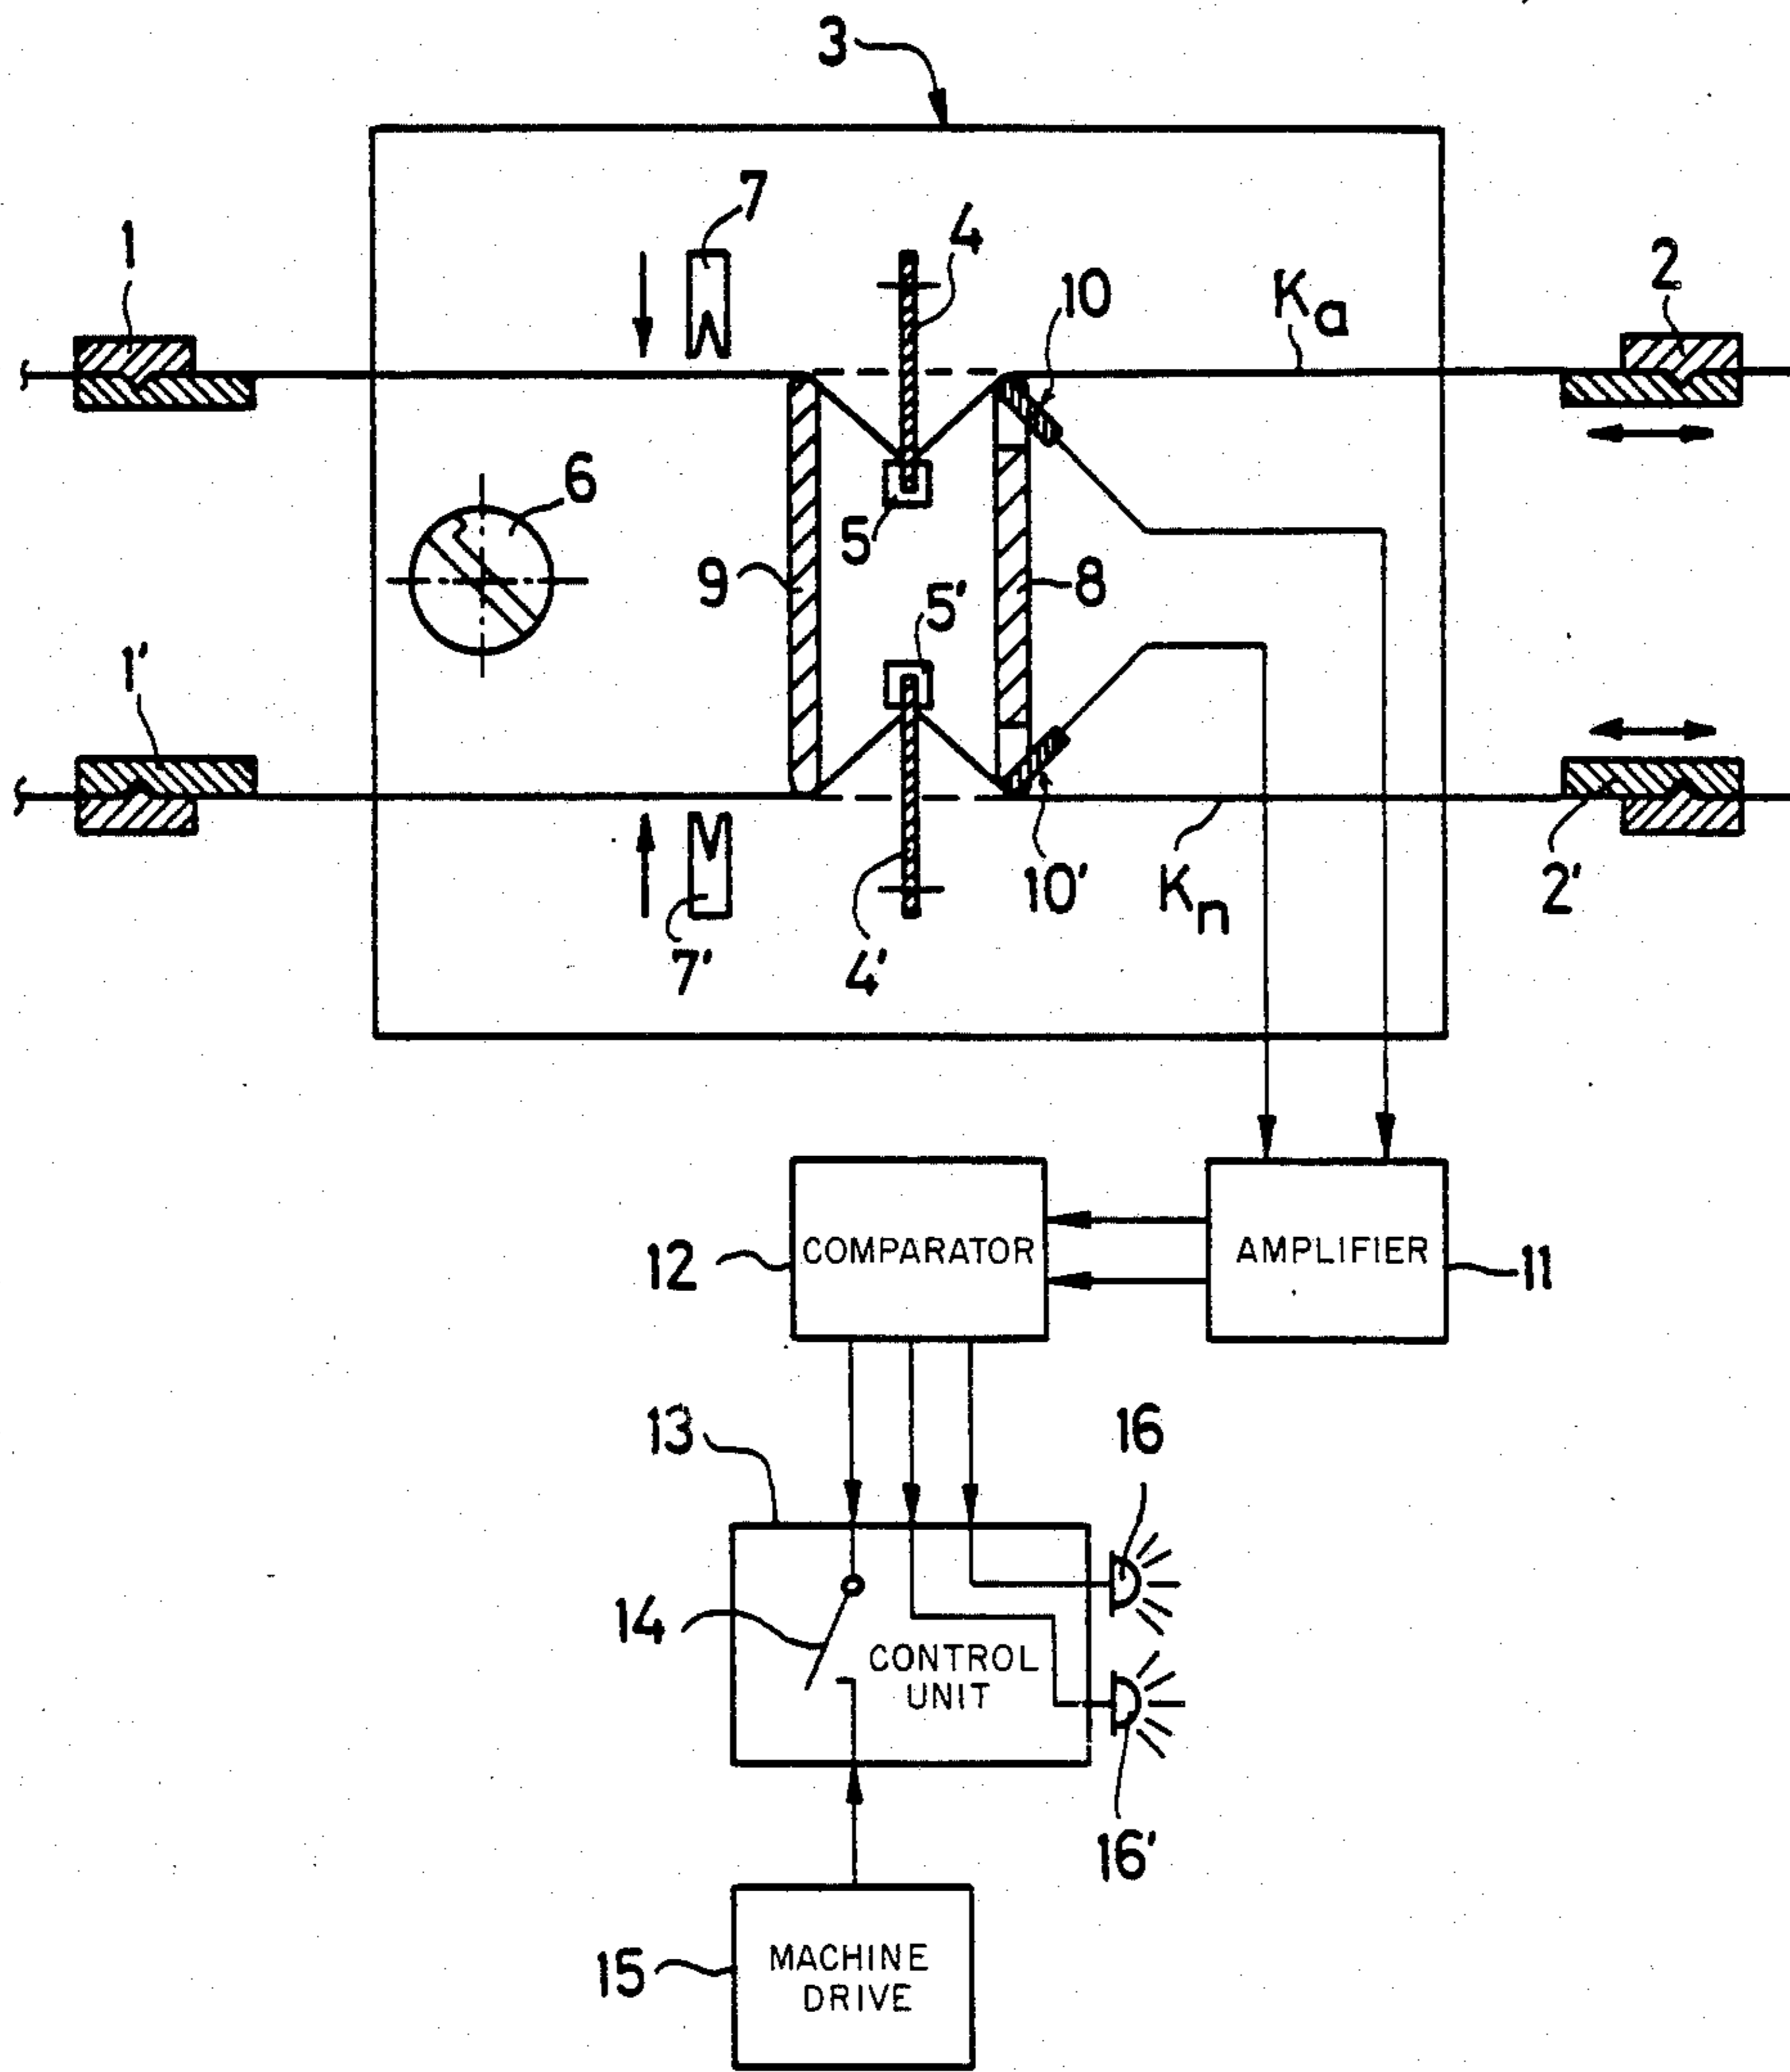 3
7
4
1
10
Ka
2
6
5
9
8
5'
1'
10'
Kn
2'
7'
4'
12
COMPARATOR
AMPLIFIER
11
13
16
14
CONTROL
UNIT
16'
15
MACHINE
DRIVE